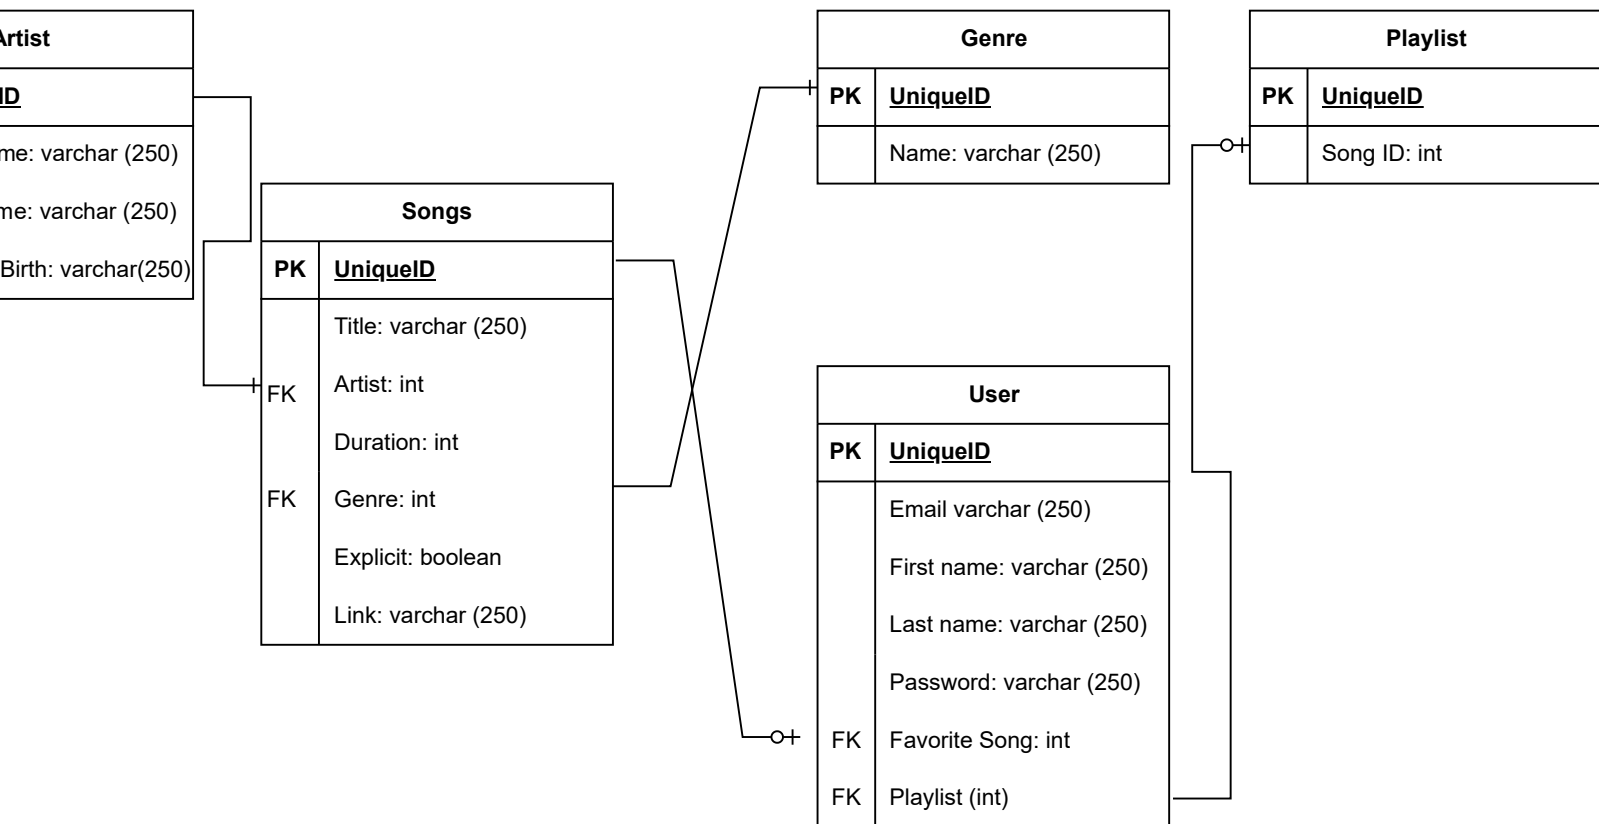 Artist
ID
me: varchar (250)
me: varchar (250)
Birth: varchar(250)
Songs
PK UniqueID
Title: varchar (250)
FK Artist: int
Duration: int
FK Genre: int
Explicit: boolean
Link: varchar (250)
Genre
PK UniqueID
Name: varchar (250)
User
PK UniqueID
Email varchar (250)
First name: varchar (250)
Last name: varchar (250)
Password: varchar (250)
FK Favorite Song: int
FK Playlist (int)
Playlist
PK UniqueID
Song ID: int